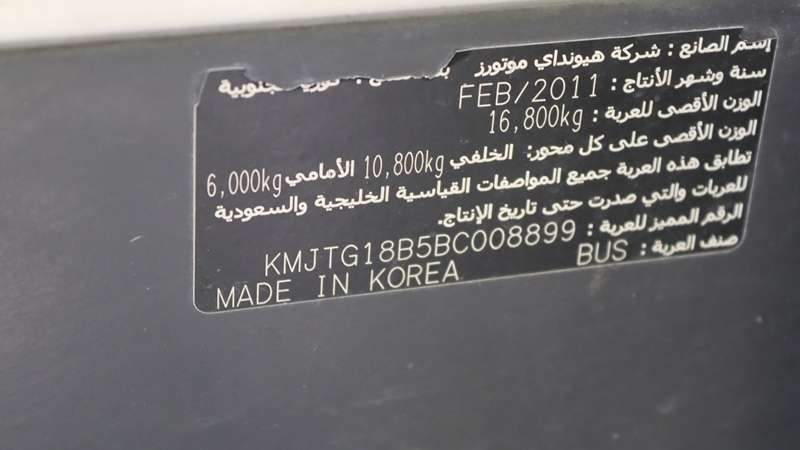 إسم الصانع : شركة هيونداي موتورز
سنة وشهر الأنتاج : FEB/2011
الوزن الأقصى للعربة : 16,800kg
الوزن الأقصى على كل محور: الخلفي 10,800kg الأمامي 6,000kg
تطابق هذه العربة جميع المواصفات القياسية الخليجية والسعودية
للعربات والتي صدرت حتى تاريخ الإنتاج.
الرقم المميز للعربة : KMJTG18B5BC008899
صنف العربة : BUS
MADE IN KOREA